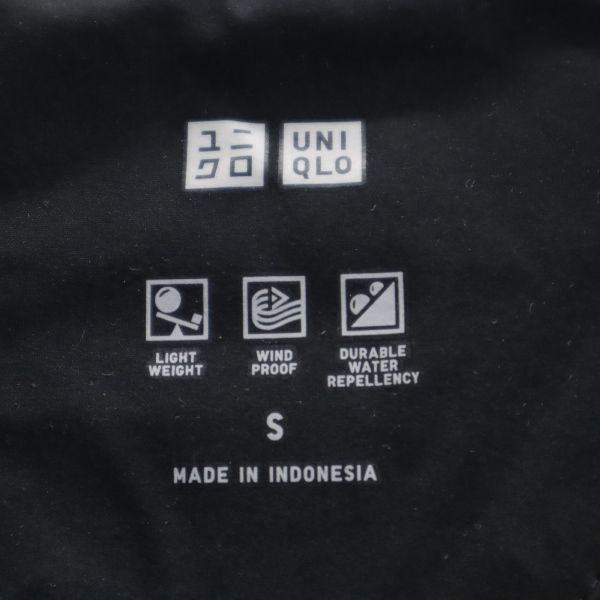 ユニ UNI
クロ QLO
LIGHT WEIGHT
WIND PROOF
DURABLE WATER REPELLENCY
S
MADE IN INDONESIA